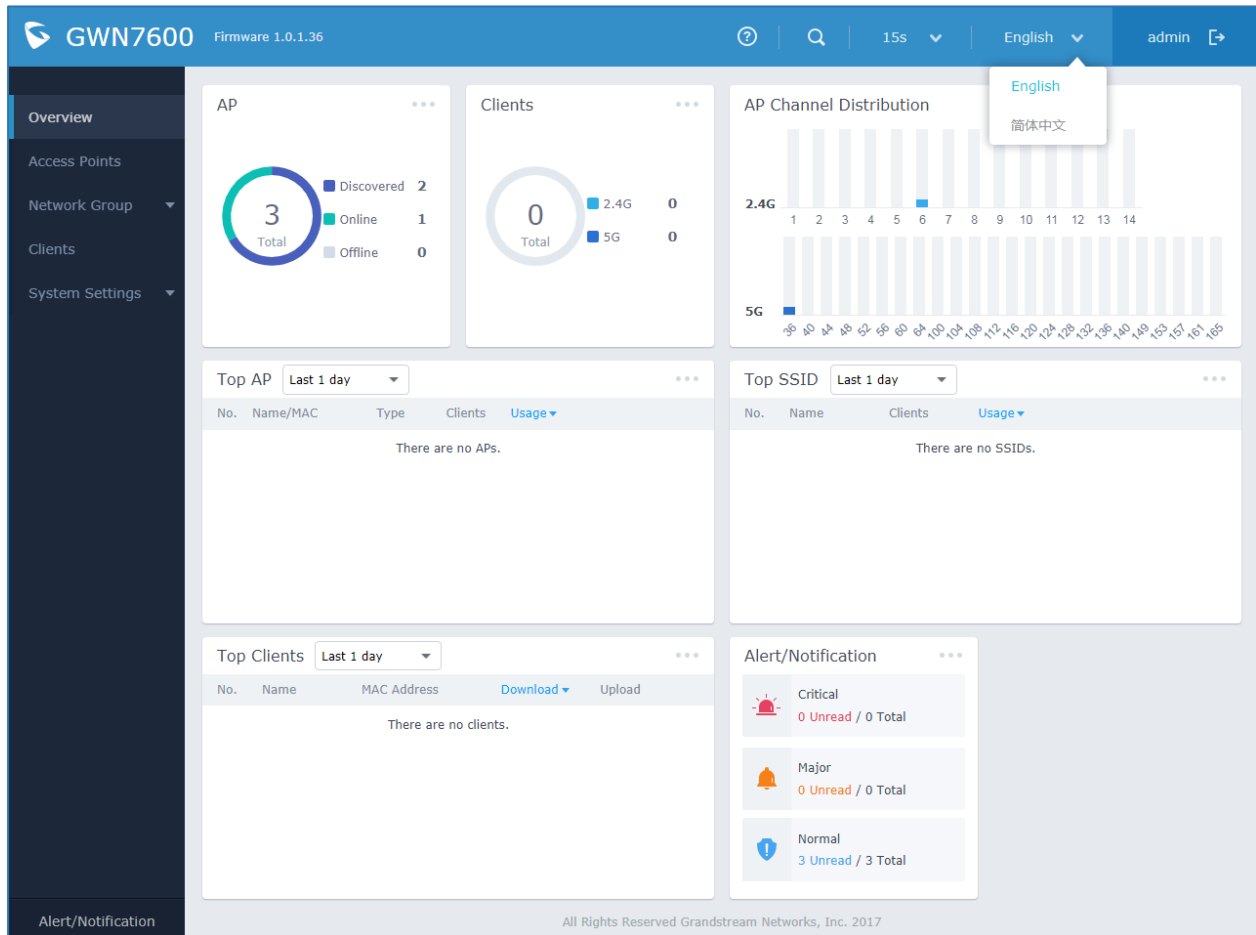 GWN7600 Firmware 1.0.1.36 15s English admin
English
简体中文
Overview
Access Points
Network Group
Clients
System Settings
Alert/Notification
AP
3
Total
Discovered 2
Online 1
Offline 0
Clients
0
Total
2.4G 0
5G 0
AP Channel Distribution
2.4G
1 2 3 4 5 6 7 8 9 10 11 12 13 14
5G
36 40 44 48 52 56 60 64 100 104 108 112 116 120 124 128 132 136 140 149 153 157 161 165
Top AP Last 1 day
No. Name/MAC Type Clients Usage
There are no APs.
Top SSID Last 1 day
No. Name Clients Usage
There are no SSIDs.
Top Clients Last 1 day
No. Name MAC Address Download Upload
There are no clients.
Alert/Notification
Critical
0 Unread / 0 Total
Major
0 Unread / 0 Total
Normal
3 Unread / 3 Total
All Rights Reserved Grandstream Networks, Inc. 2017